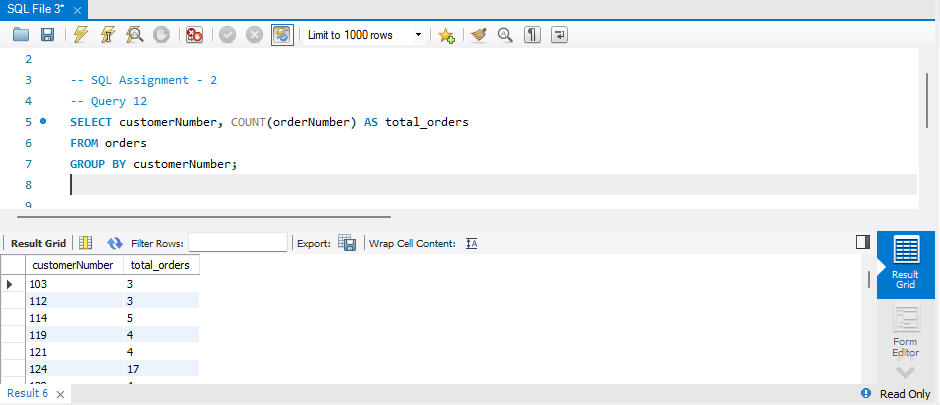 SQL File 3*
Limit to 1000 rows
2
3 -- SQL Assignment - 2
4 -- Query 12
5 SELECT customerNumber, COUNT(orderNumber) AS total_orders
6 FROM orders
7 GROUP BY customerNumber;
8
9
Result Grid Filter Rows: Export: Wrap Cell Content: IA
customerNumber total_orders
103 3
112 3
114 5
119 4
121 4
124 17
Result Grid
Form Editor
Result 6
Read Only